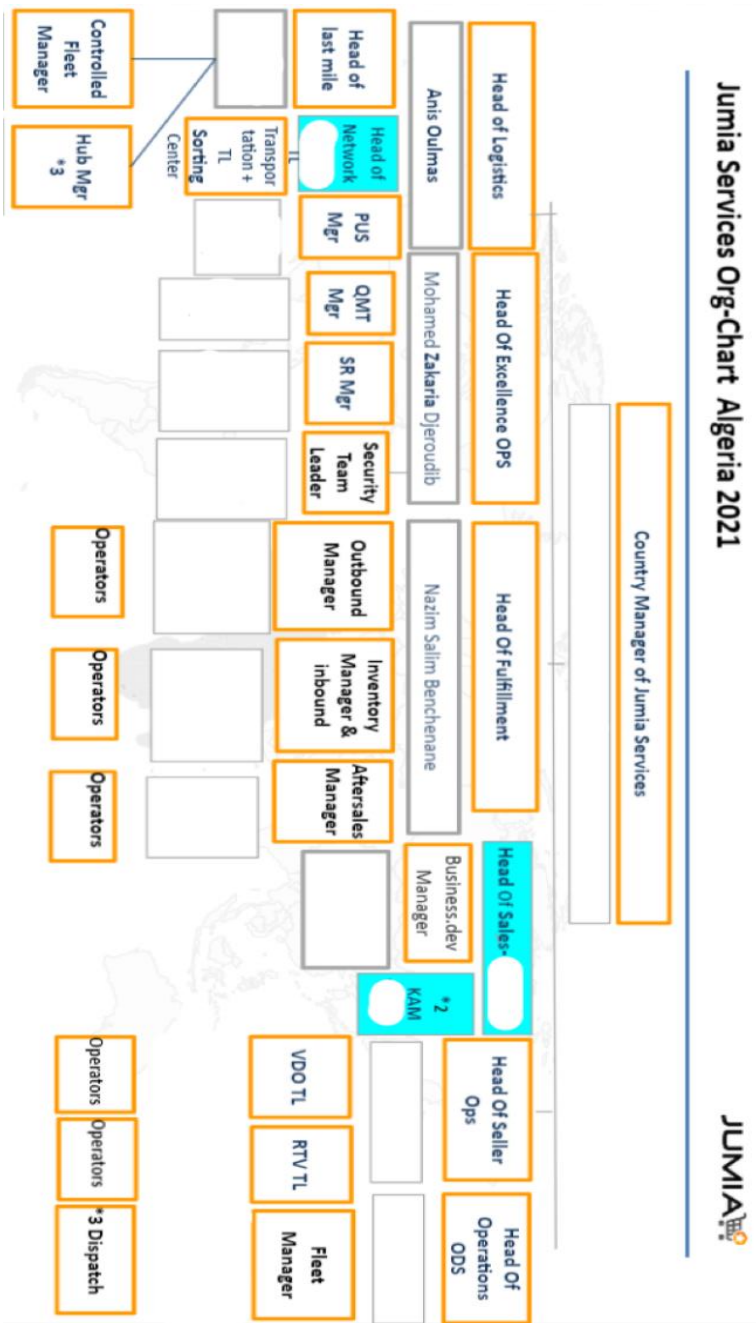 Jumia Services Org-Chart Algeria 2021
JUMIA
Country Manager of Jumia Services
Head of Logistics
Head Of Excellence OPS
Head Of Fulfillment
Head Of Sales-
Head Of Seller
Ops
Head Of
Operations
ODS
Anis Oulmas
Mohamed Zakaria Djeroudib
Nazim Salim Benchenane
Business.dev
Manager
*2
KAM
Head of
last mile
Head of
Network
TL
PUS
Mgr
QMT
Mgr
SR Mgr
Security
Team
Leader
Outbound
Manager
Inventory
Manager &
inbound
Aftersales
Manager
VDO TL
RTV TL
Fleet
Manager
Transpor
tation +
TL
Sorting
Center
Controlled
Fleet
Manager
Hub Mgr
*3
Operators
Operators
Operators
Operators
Operators
*3 Dispatch